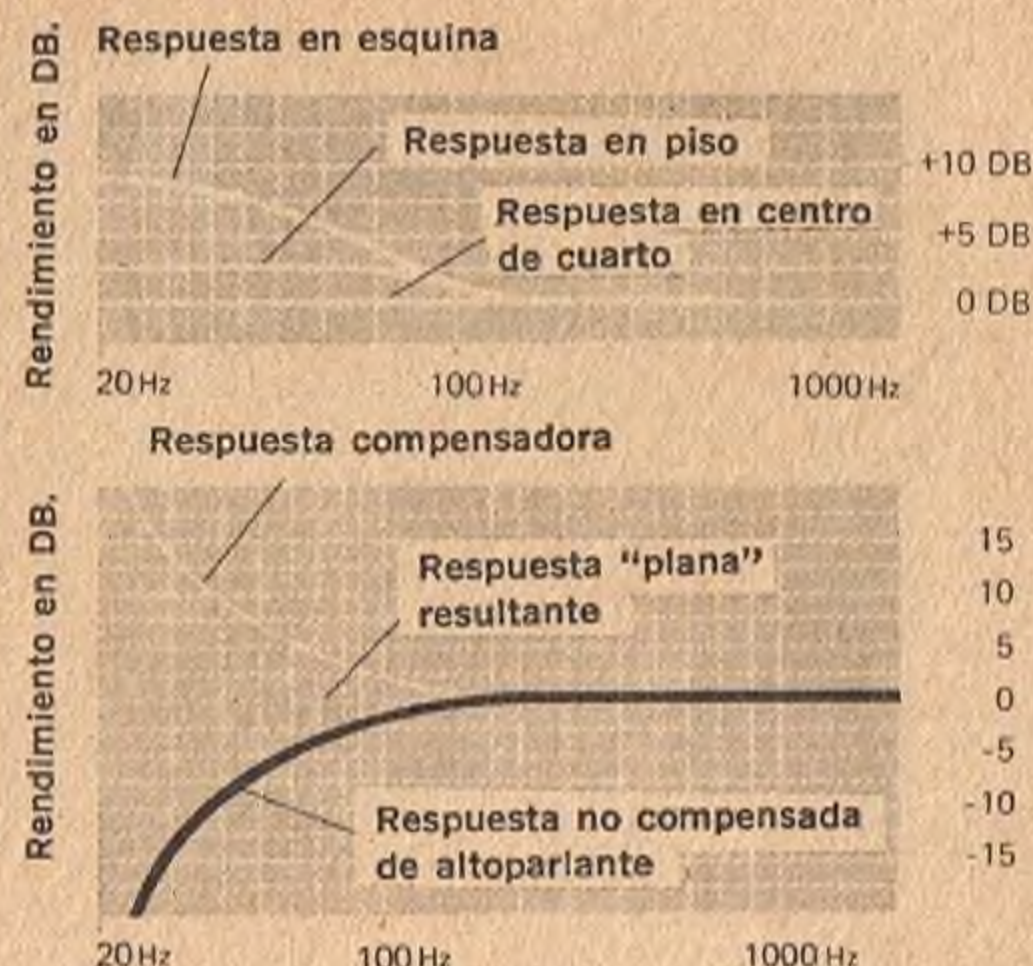 Respuesta en esquina
Rendimiento en DB.
Respuesta en piso
+10 DB
Respuesta en centro
de cuarto
+5 DB
0 DB
20 Hz 100 Hz 1000 Hz
Respuesta compensadora
Rendimiento en DB.
15
Respuesta “plana”
resultante
10
5
0
-5
-10
Respuesta no compensada
de altoparlante
-15
20 Hz 100 Hz 1000 Hz